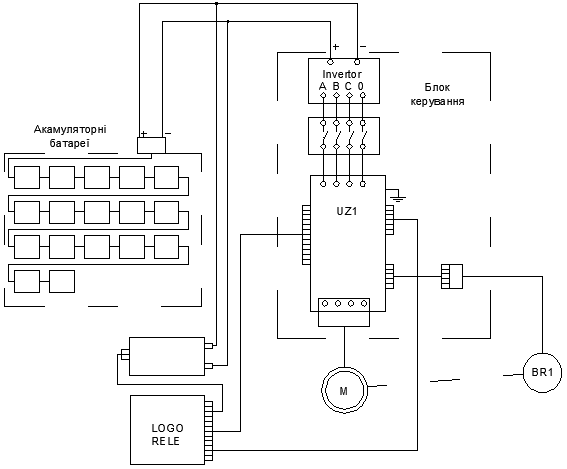 + −
Invertor
A B C 0
Блок
керування
Акамуляторні
батареї
+ −
UZ1
M
BR1
LOGO
RELE